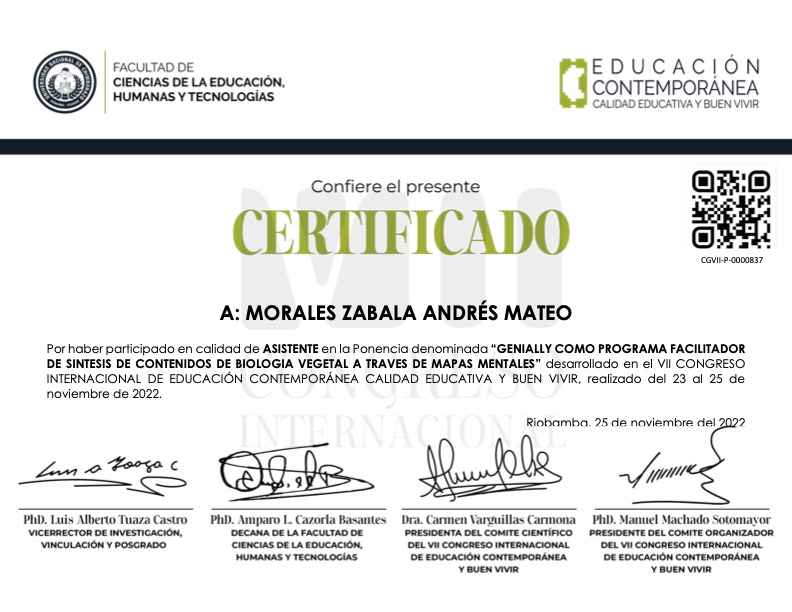 FACULTAD DE
CIENCIAS DE LA EDUCACIÓN,
HUMANAS Y TECNOLOGÍAS
EDUCACIÓN
CONTEMPORÁNEA
CALIDAD EDUCATIVA Y BUEN VIVIR
Confiere el presente
CERTIFICADO
CGVII-P-0000837
VII
A: MORALES ZABALA ANDRÉS MATEO
Por haber participado en calidad de ASISTENTE en la Ponencia denominada “GENIALLY COMO PROGRAMA FACILITADOR
DE SINTESIS DE CONTENIDOS DE BIOLOGIA VEGETAL A TRAVES DE MAPAS MENTALES” desarrollado en el VII CONGRESO
INTERNACIONAL DE EDUCACIÓN CONTEMPORÁNEA CALIDAD EDUCATIVA Y BUEN VIVIR, realizado del 23 al 25 de
noviembre de 2022.
CONGRESO
INTERNACIONAL
Riobamba, 25 de noviembre del 2022
PhD. Luis Alberto Tuaza Castro
VICERRECTOR DE INVESTIGACIÓN,
VINCULACIÓN Y POSGRADO
PhD. Amparo L. Cazorla Basantes
DECANA DE LA FACULTAD DE
CIENCIAS DE LA EDUCACIÓN,
HUMANAS Y TECNOLOGÍAS
Dra. Carmen Varguillas Carmona
PRESIDENTA DEL COMITE CIENTÍFICO
DEL VII CONGRESO INTERNACIONAL
DE EDUCACIÓN CONTEMPORÁNEA
Y BUEN VIVIR
PhD. Manuel Machado Sotomayor
PRESIDENTE DEL COMITE ORGANIZADOR
DEL VII CONGRESO INTERNACIONAL
DE EDUCACIÓN CONTEMPORÁNEA
Y BUEN VIVIR